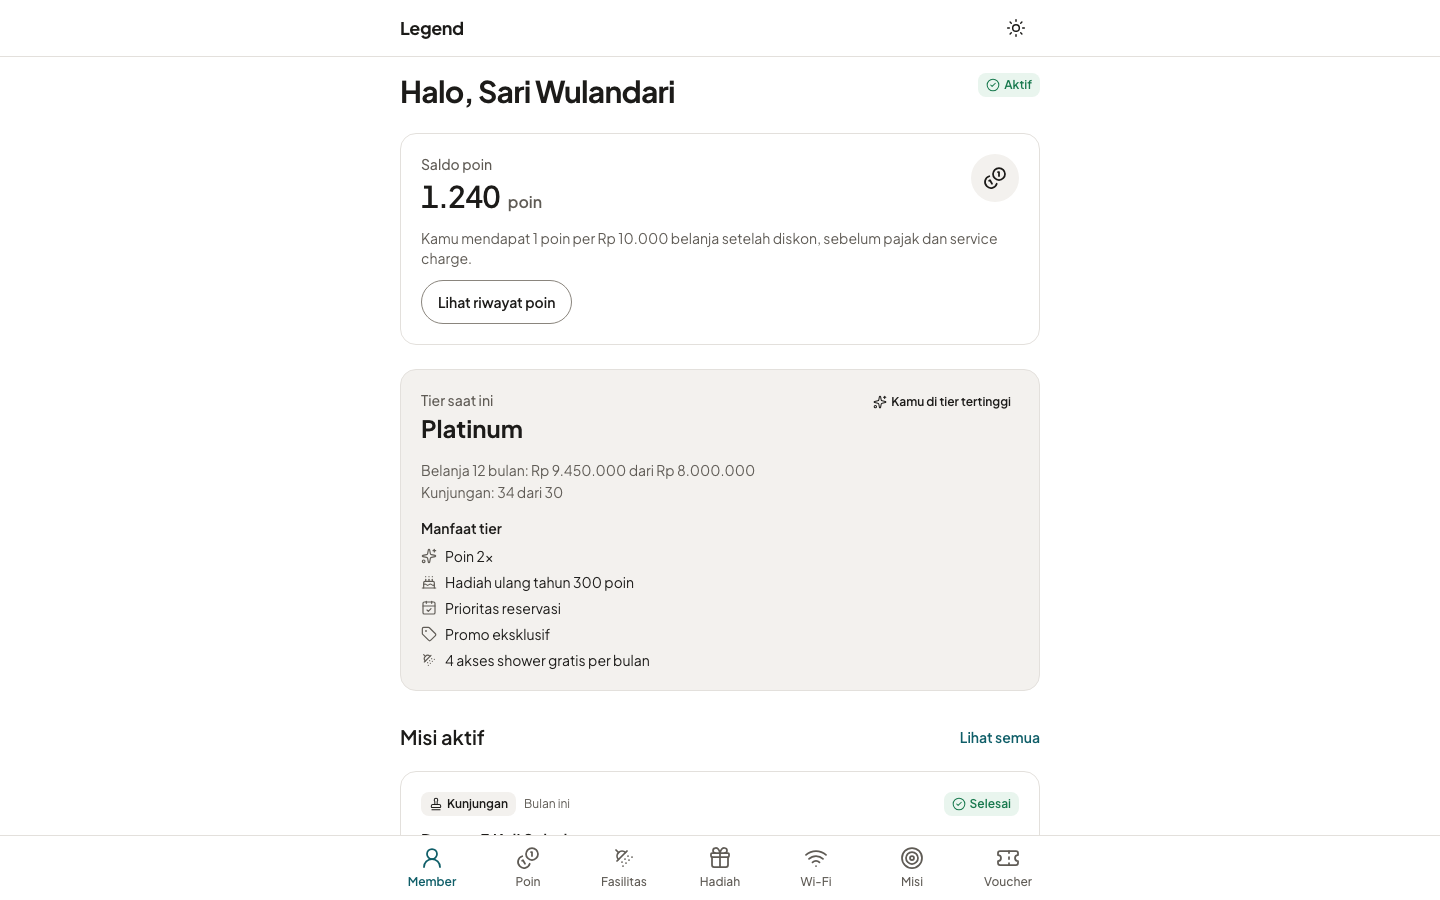 Legend
Halo, Sari Wulandari
Aktif
Saldo poin
1.240 poin
Kamu mendapat 1 poin per Rp 10.000 belanja setelah diskon, sebelum pajak dan service
charge.
Lihat riwayat poin
Tier saat ini
Kamu di tier tertinggi
Platinum
Belanja 12 bulan: Rp 9.450.000 dari Rp 8.000.000
Kunjungan: 34 dari 30
Manfaat tier
Poin 2×
Hadiah ulang tahun 300 poin
Prioritas reservasi
Promo eksklusif
4 akses shower gratis per bulan
Misi aktif
Lihat semua
Kunjungan
Bulan ini
Selesai
Member
Poin
Fasilitas
Hadiah
Wi-Fi
Misi
Voucher